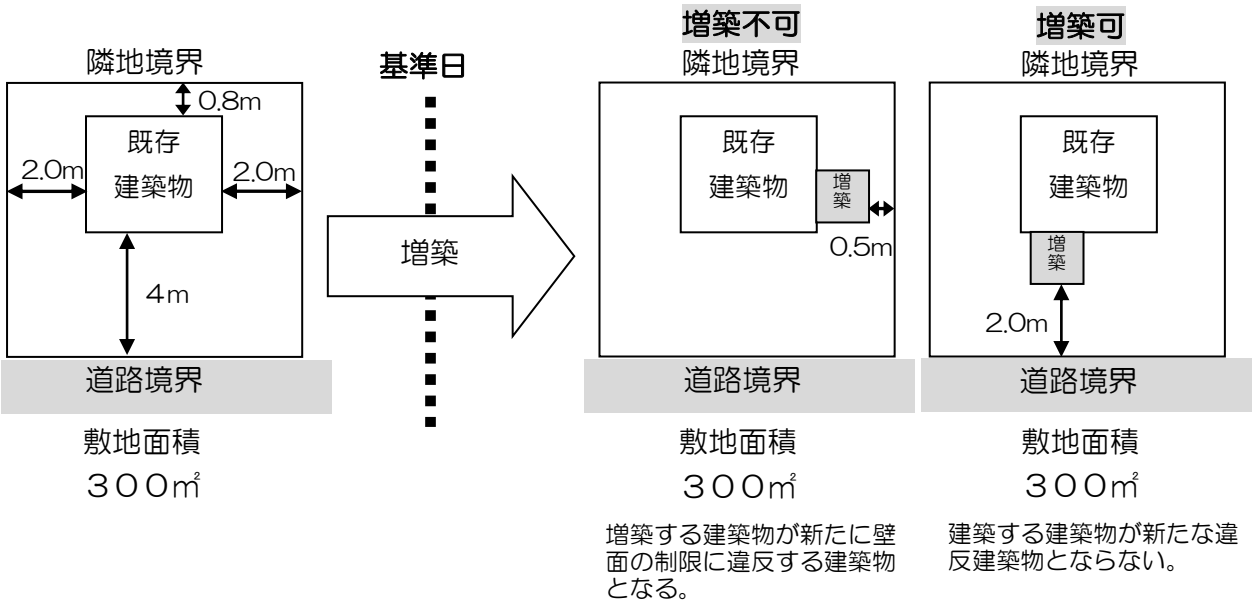 隣地境界
0.8m
既存
建築物
2.0m
2.0m
4m
道路境界
敷地面積
３００㎡
基準日
増築
増築不可
隣地境界
既存
建築物
増築
0.5m
道路境界
敷地面積
３００㎡
増築する建築物が新たに壁
面の制限に違反する建築物
となる。
増築可
隣地境界
既存
建築物
増築
2.0m
道路境界
敷地面積
３００㎡
建築する建築物が新たな違
反建築物とならない。